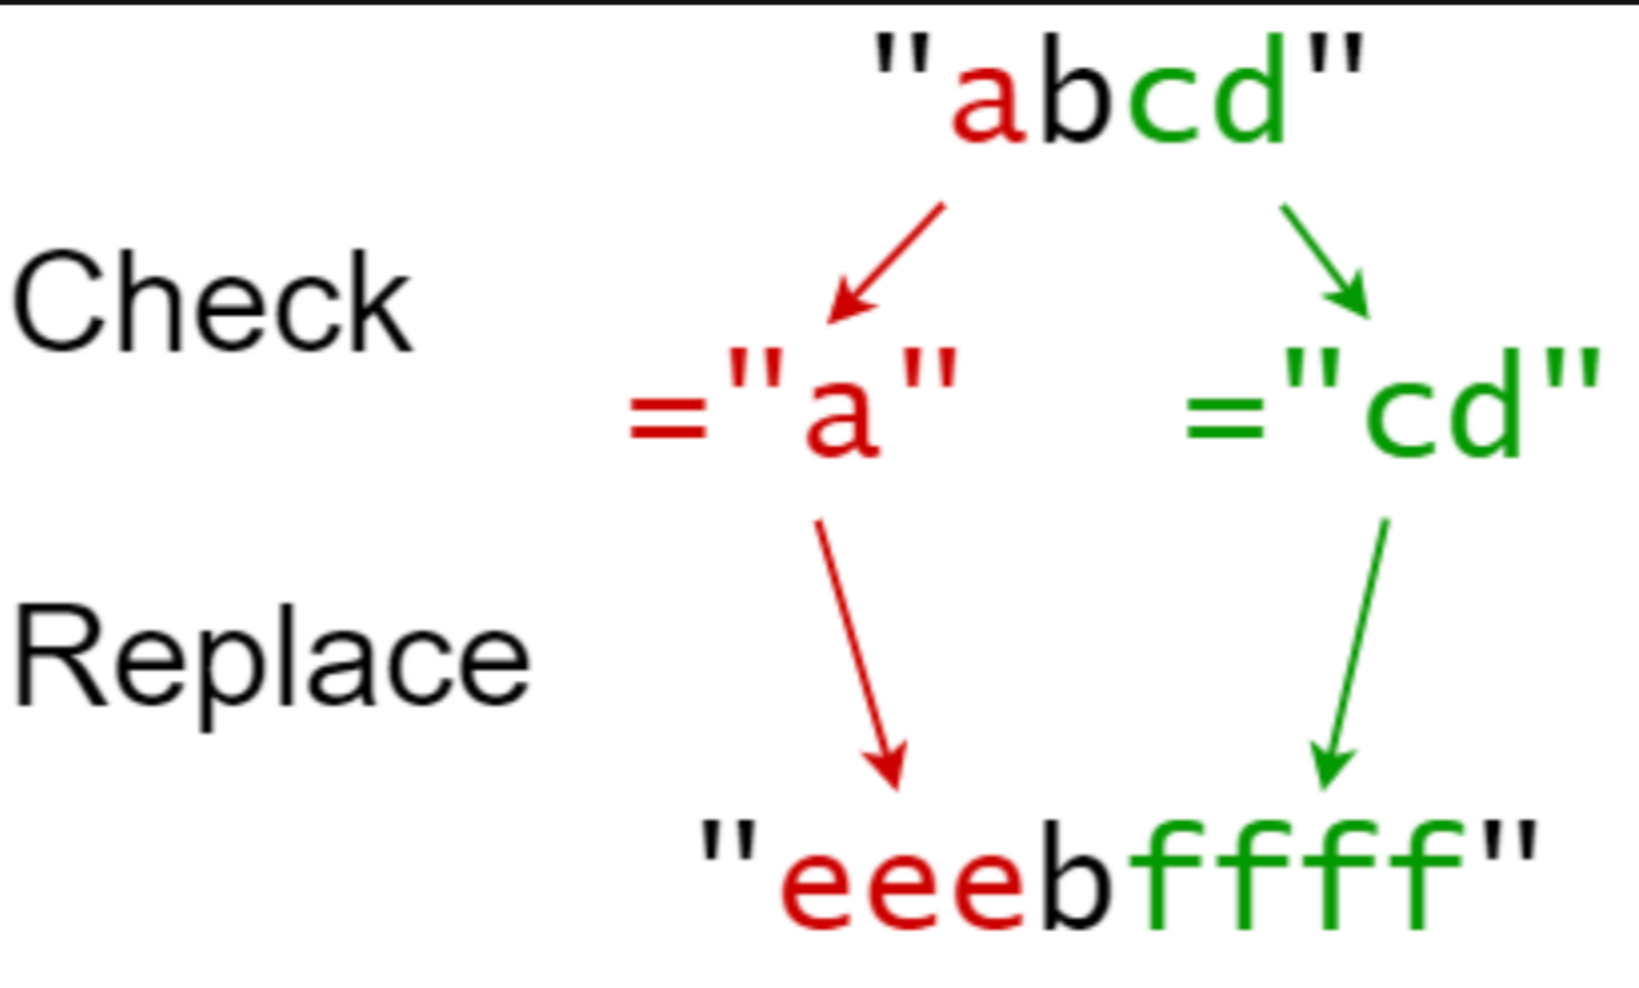 "abcd"
Check
="a" ="cd"
Replace
"eeebffff"